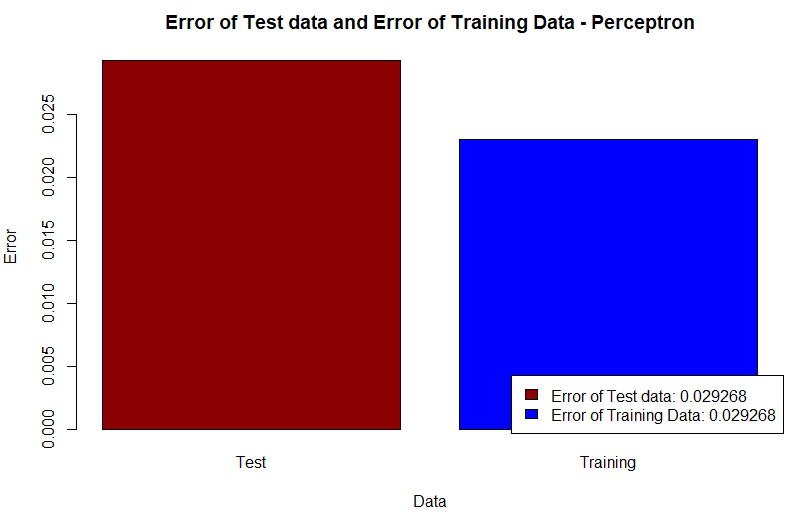 Error of Test data and Error of Training Data - Perceptron
Error
0.025
0.020
0.015
0.010
0.005
0.000
Error of Test data: 0.029268
Error of Training Data: 0.029268
Test
Training
Data